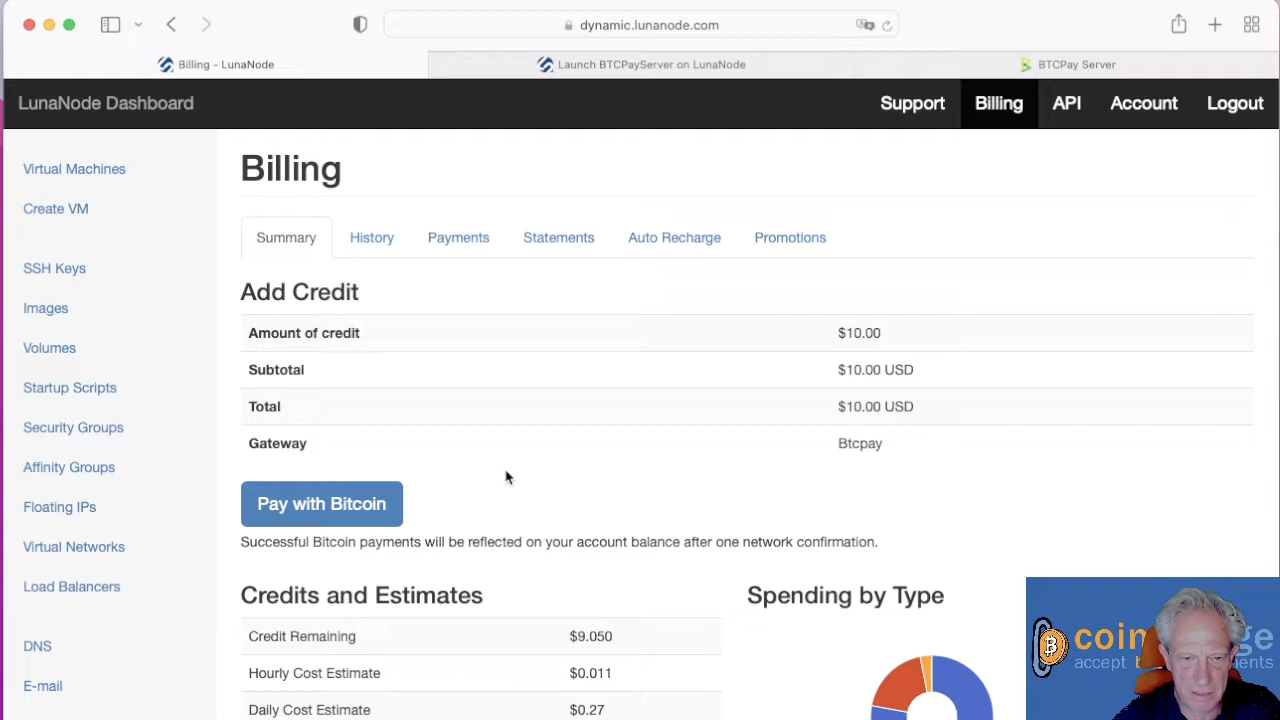 dynamic.lunanode.com
Billing - LunaNode
Launch BTCPayServer on LunaNode
BTCPay Server
LunaNode Dashboard
Support
Billing
API
Account
Logout
Virtual Machines
Create VM
SSH Keys
Images
Volumes
Startup Scripts
Security Groups
Affinity Groups
Floating IPs
Virtual Networks
Load Balancers
DNS
E-mail
Billing
Summary
History
Payments
Statements
Auto Recharge
Promotions
Add Credit
Amount of credit $10.00
Subtotal $10.00 USD
Total $10.00 USD
Gateway Btcpay
Pay with Bitcoin
Successful Bitcoin payments will be reflected on your account balance after one network confirmation.
Credits and Estimates
Credit Remaining $9.050
Hourly Cost Estimate $0.011
Daily Cost Estimate $0.27
Spending by Type
accept